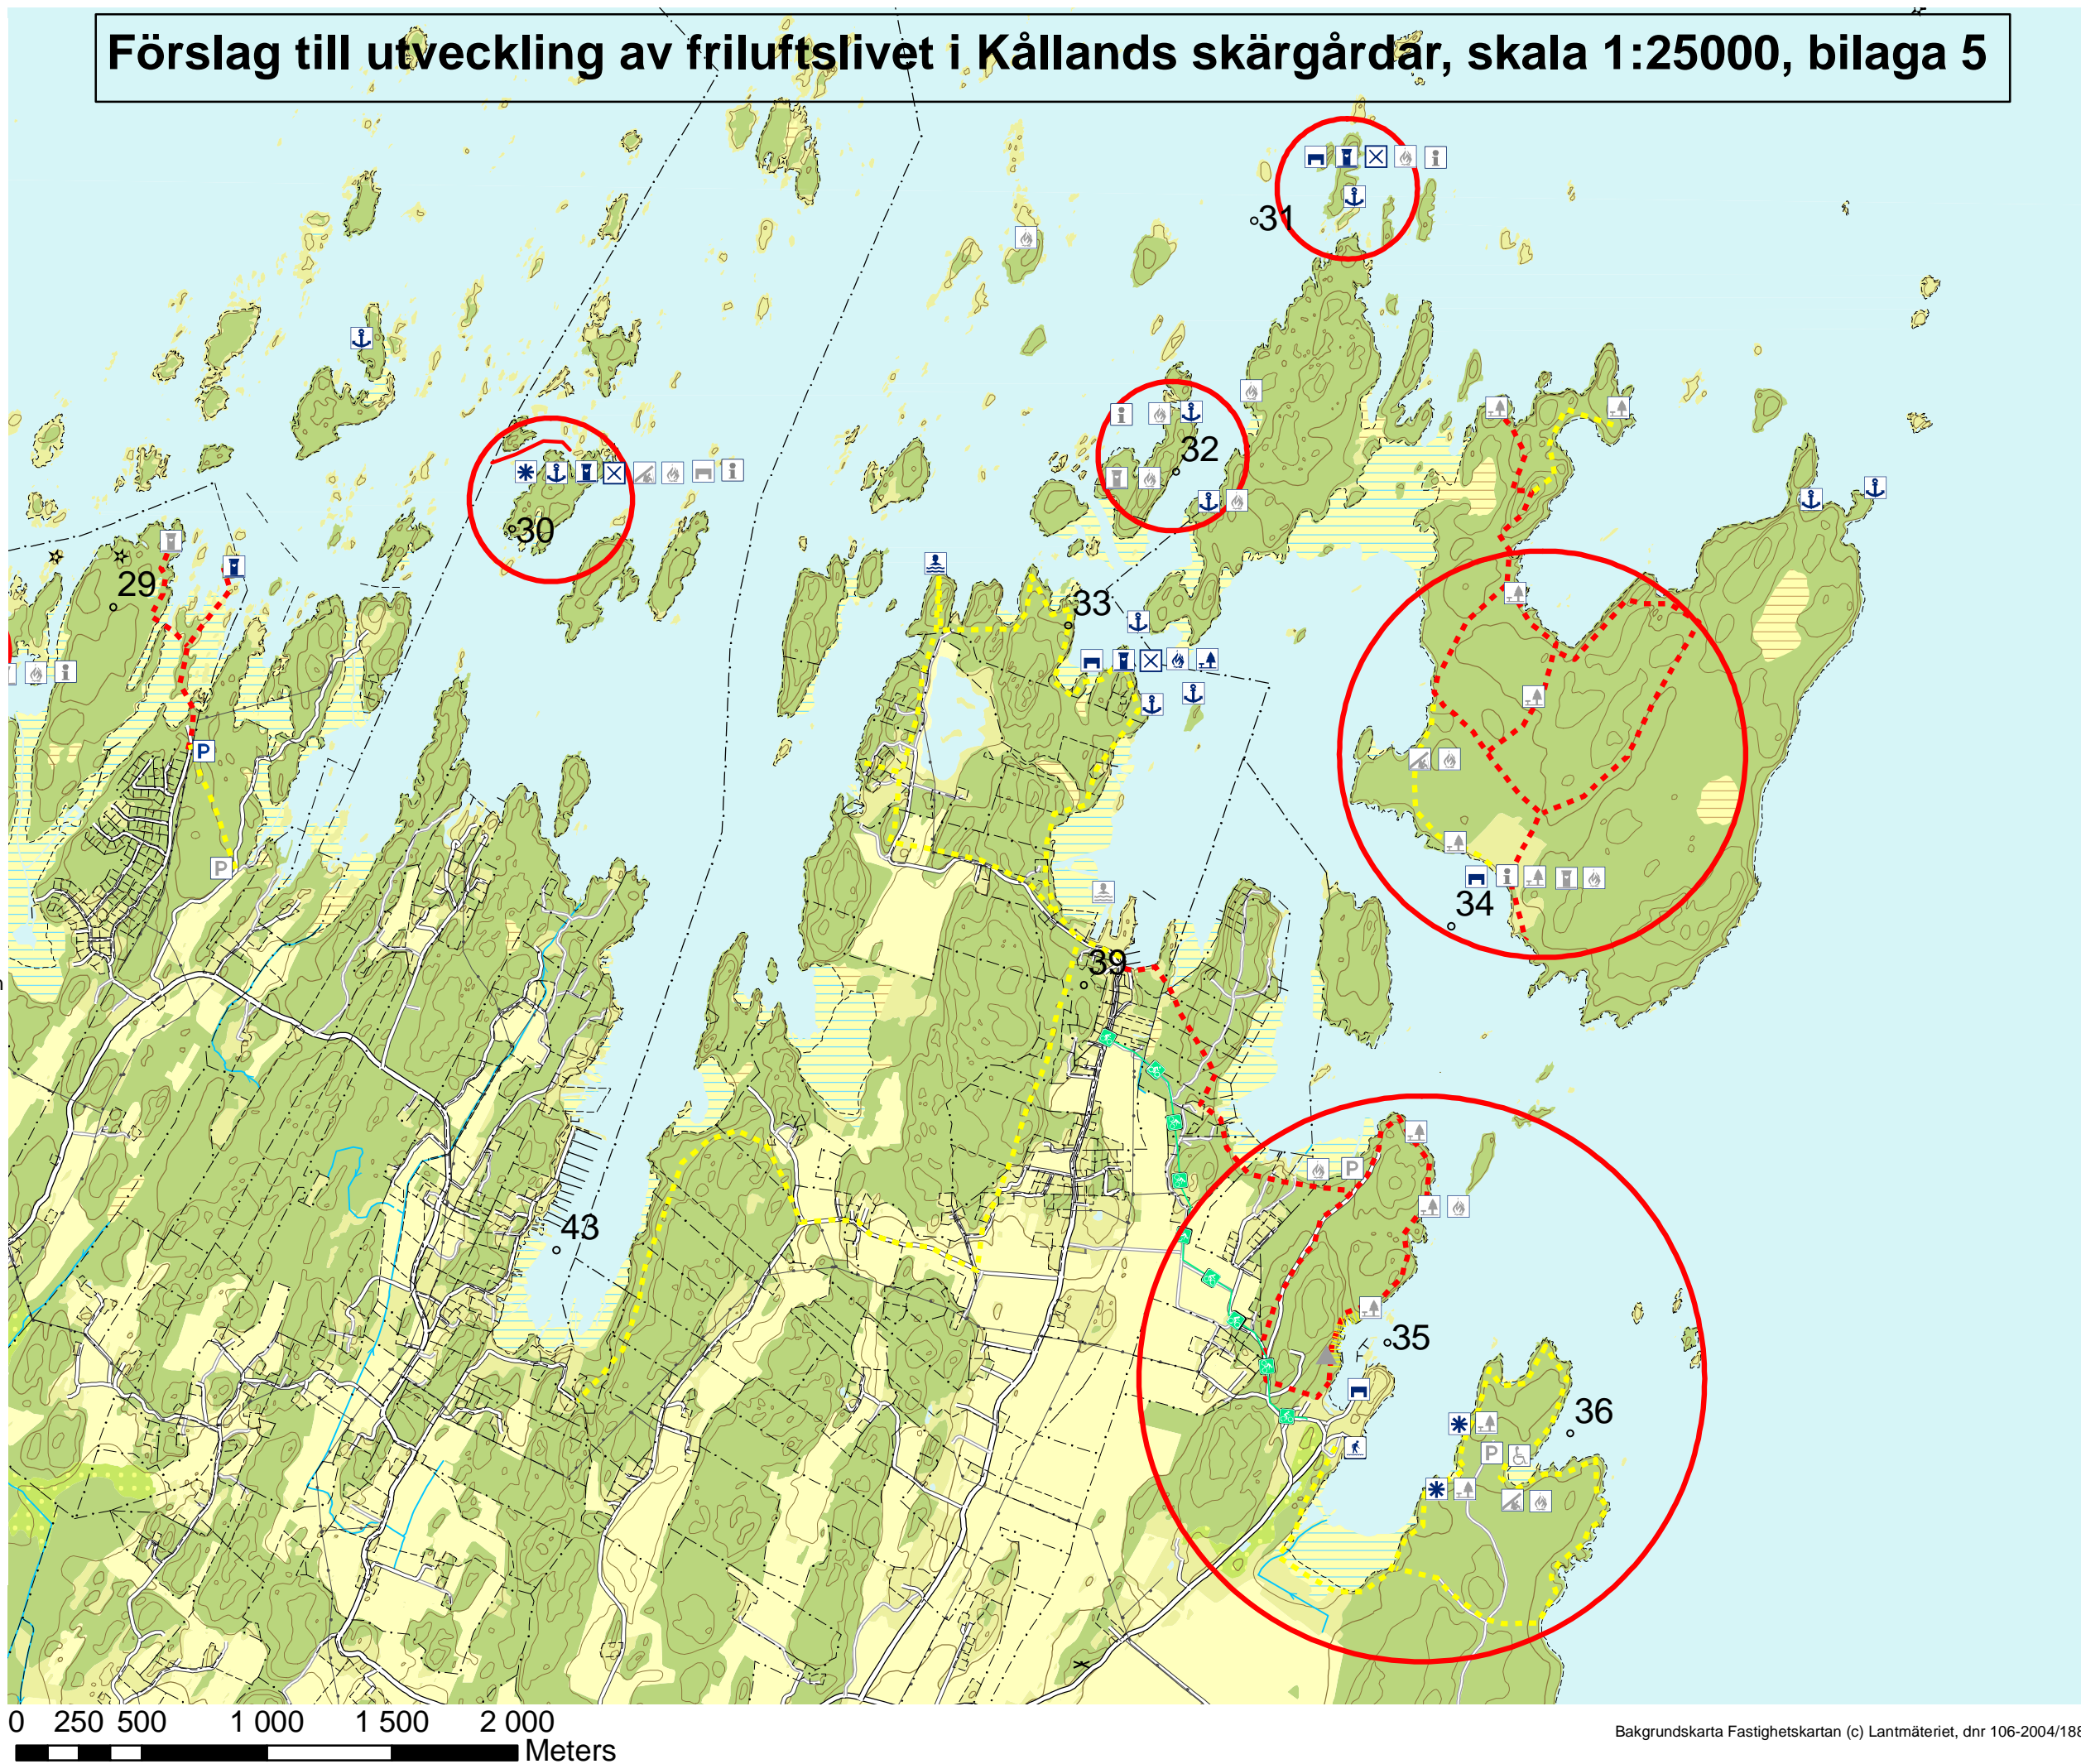 Förslag till utveckling av friluftslivet i Kållands skärgårdar, skala 1:25000, bilaga 5
31
32
30
29
33
P
P
34
39
P
43
35
36
P
0 250 500 1 000 1 500 2 000
Meters
Bakgrundskarta Fastighetskartan (c) Lantmäteriet, dnr 106-2004/188